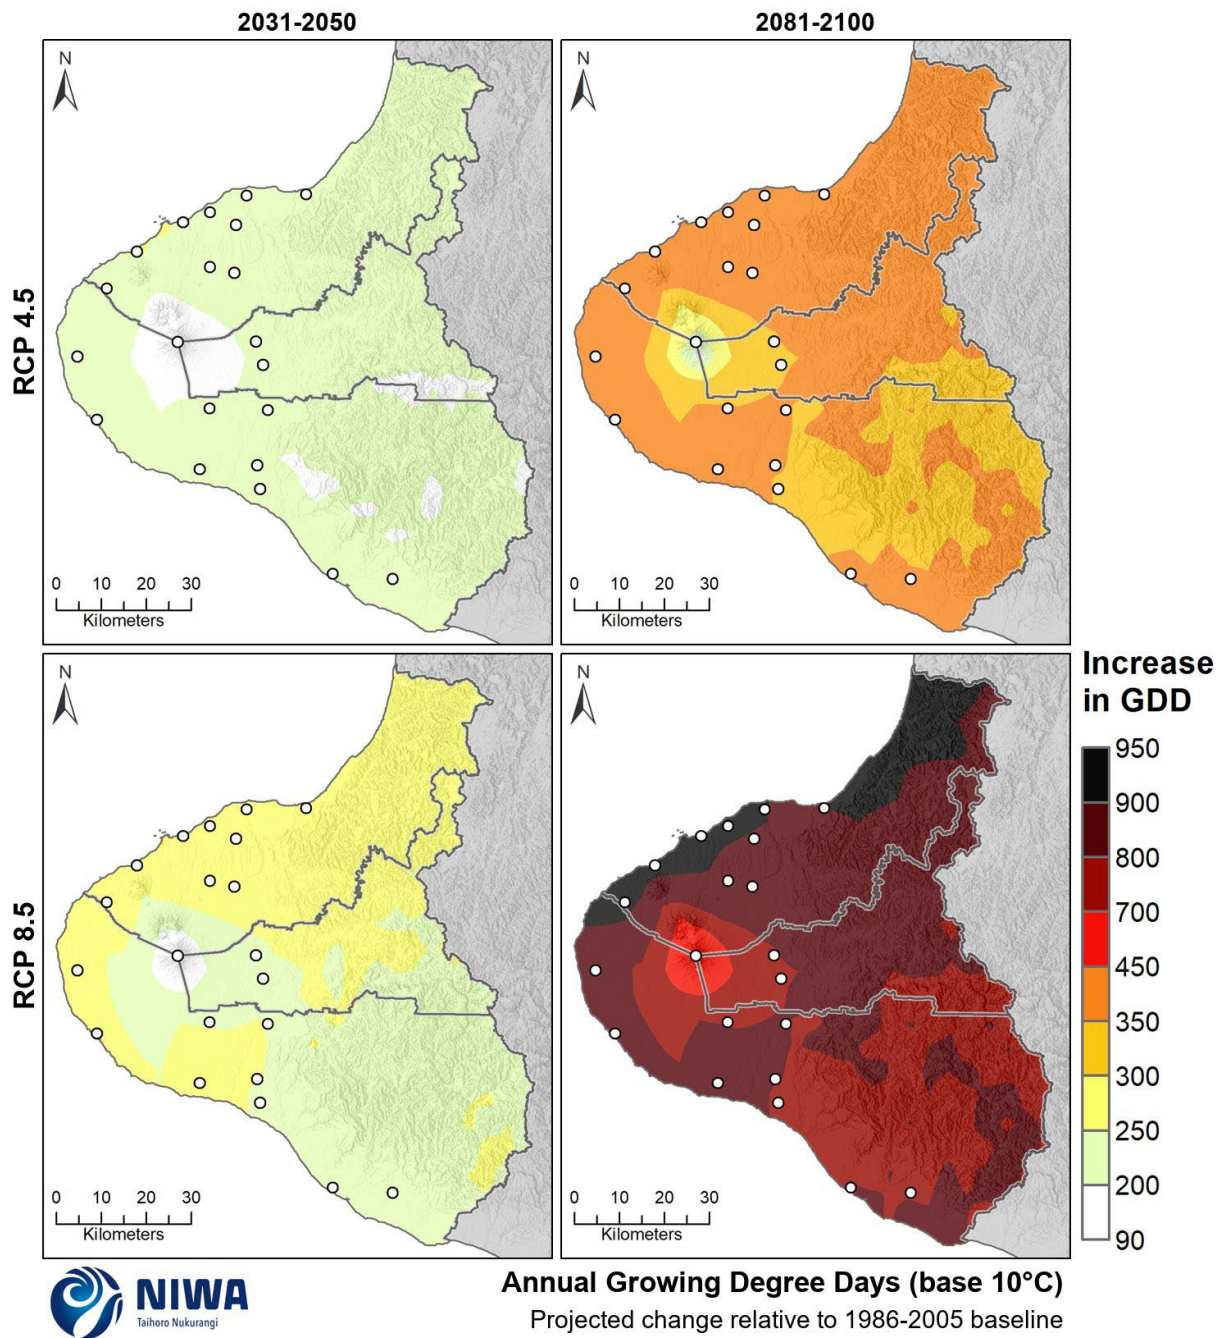 2031-2050
2081-2100
RCP 4.5
N
0 10 20 30
Kilometers
N
0 10 20 30
Kilometers
RCP 8.5
N
0 10 20 30
Kilometers
N
0 10 20 30
Kilometers
Increase
in GDD
950
900
800
700
450
350
300
250
200
90
NIWA
Taihoro Nukurangi
Annual Growing Degree Days (base 10°C)
Projected change relative to 1986-2005 baseline